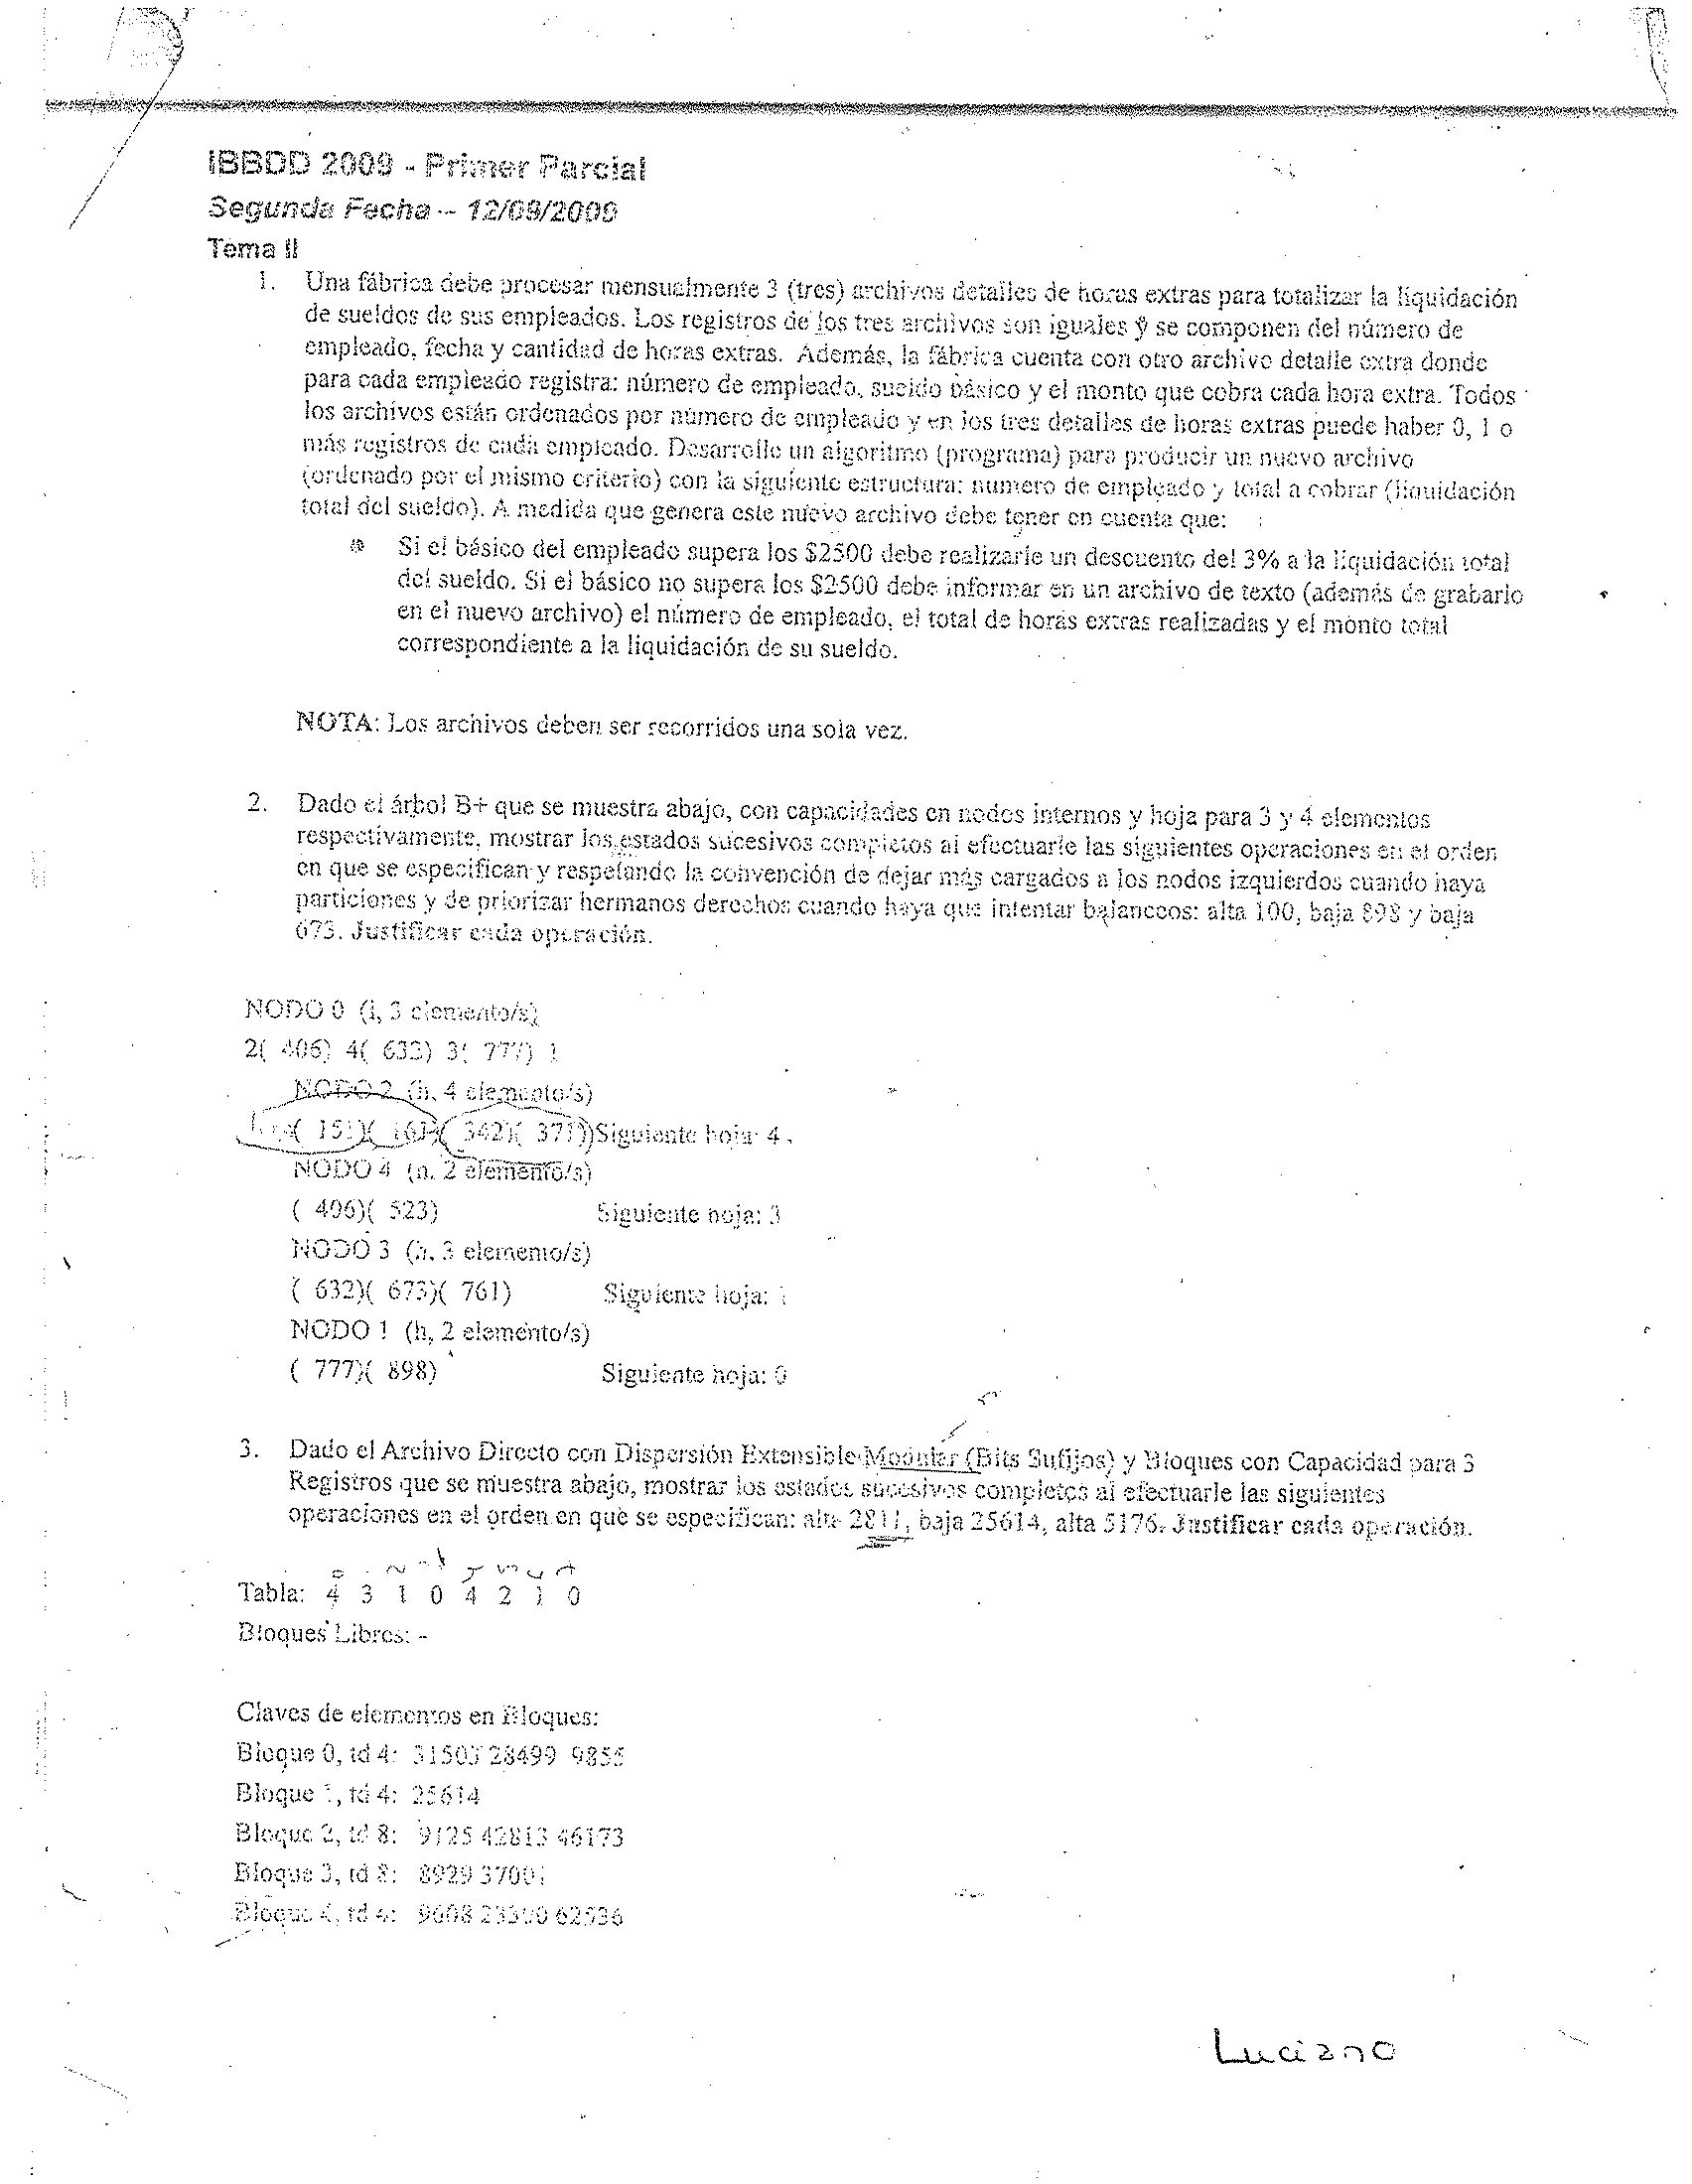 IBBDD 2009 - Primer Parcial
Segunda Fecha -- 12/09/2009
Tema II
1. Una fábrica debe procesar mensualmente 3 (tres) archivos detalles de horas extras para totalizar la liquidación
de sueldos de sus empleados. Los registros de los tres archivos son iguales y se componen del número de
empleado, fecha y cantidad de horas extras. Además, la fábrica cuenta con otro archivo detalle extra donde
para cada empleado registra: número de empleado, sueldo básico y el monto que cobra cada hora extra. Todos
los archivos están ordenados por número de empleado y en los tres detalles de horas extras puede haber 0, 1 o
más registros de cada empleado. Desarrolle un algoritmo (programa) para producir un nuevo archivo
(ordenado por el mismo criterio) con la siguiente estructura: numero de empleado y total a cobrar (liquidación
total del sueldo). A medida que genera este nuevo archivo debe tener en cuenta que:
Si el básico del empleado supera los $2500 debe realizarle un descuento del 3% a la liquidación total
del sueldo. Si el básico no supera los $2500 debe informar en un archivo de texto (además de grabarlo
en el nuevo archivo) el número de empleado, el total de horas extras realizadas y el monto total
correspondiente a la liquidación de su sueldo.
NOTA: Los archivos deben ser recorridos una sola vez.
2. Dado el árbol B+ que se muestra abajo, con capacidades en nodos internos y hoja para 3 y 4 elementos
respectivamente, mostrar los estados sucesivos completos al efectuarle las siguientes operaciones en el orden
en que se especifican y respetando la convención de dejar más cargados a los nodos izquierdos cuando haya
particiones y de priorizar hermanos derechos cuando haya que intentar balanceos: alta 100, baja 898 y baja
673. Justificar cada operación.
NODO 0 (i, 3 elemento/s)
2( 406) 4( 632) 3( 777) 1
NODO 2 (h, 4 elemento/s)
( 151)( 161)( 342)( 371) Siguiente hoja: 4
NODO 4 (h, 2 elemento/s)
( 406)( 523) Siguiente hoja: 3
NODO 3 (h, 3 elemento/s)
( 632)( 673)( 761) Siguiente hoja: 1
NODO 1 (h, 2 elemento/s)
( 777)( 898) Siguiente hoja: 0
3. Dado el Archivo Directo con Dispersión Extensible Modular (Bits Sufijos) y Bloques con Capacidad para 3
Registros que se muestra abajo, mostrar los estados sucesivos completos al efectuarle las siguientes
operaciones en el orden en que se especifican: alta 2811, baja 25614, alta 5176. Justificar cada operación.
Tabla: 4 3 1 0 4 2 1 0
Bloques Libres: -
Claves de elementos en Bloques:
Bloque 0, td 4: 31503 28499 9855
Bloque 1, td 4: 25614
Bloque 2, td 8: 9125 42813 46173
Bloque 3, td 8: 8929
Bloque 4, td 4: 9608
Luciano